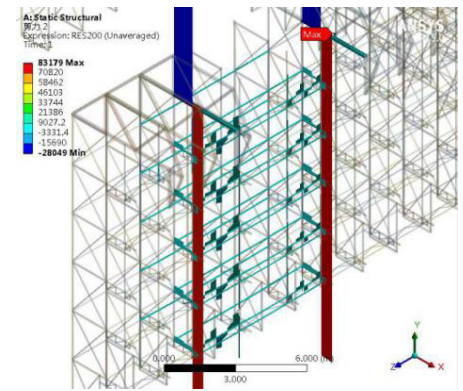 A: Static Structural
剪力 2
Expression: RES200 (Unaveraged)
Time: 1
83179 Max
70820
58462
46103
33744
21386
9027.2
-3331.4
-15690
-28049 Min
Max
0.000
6.000 (m)
3.000
Y
Z
X